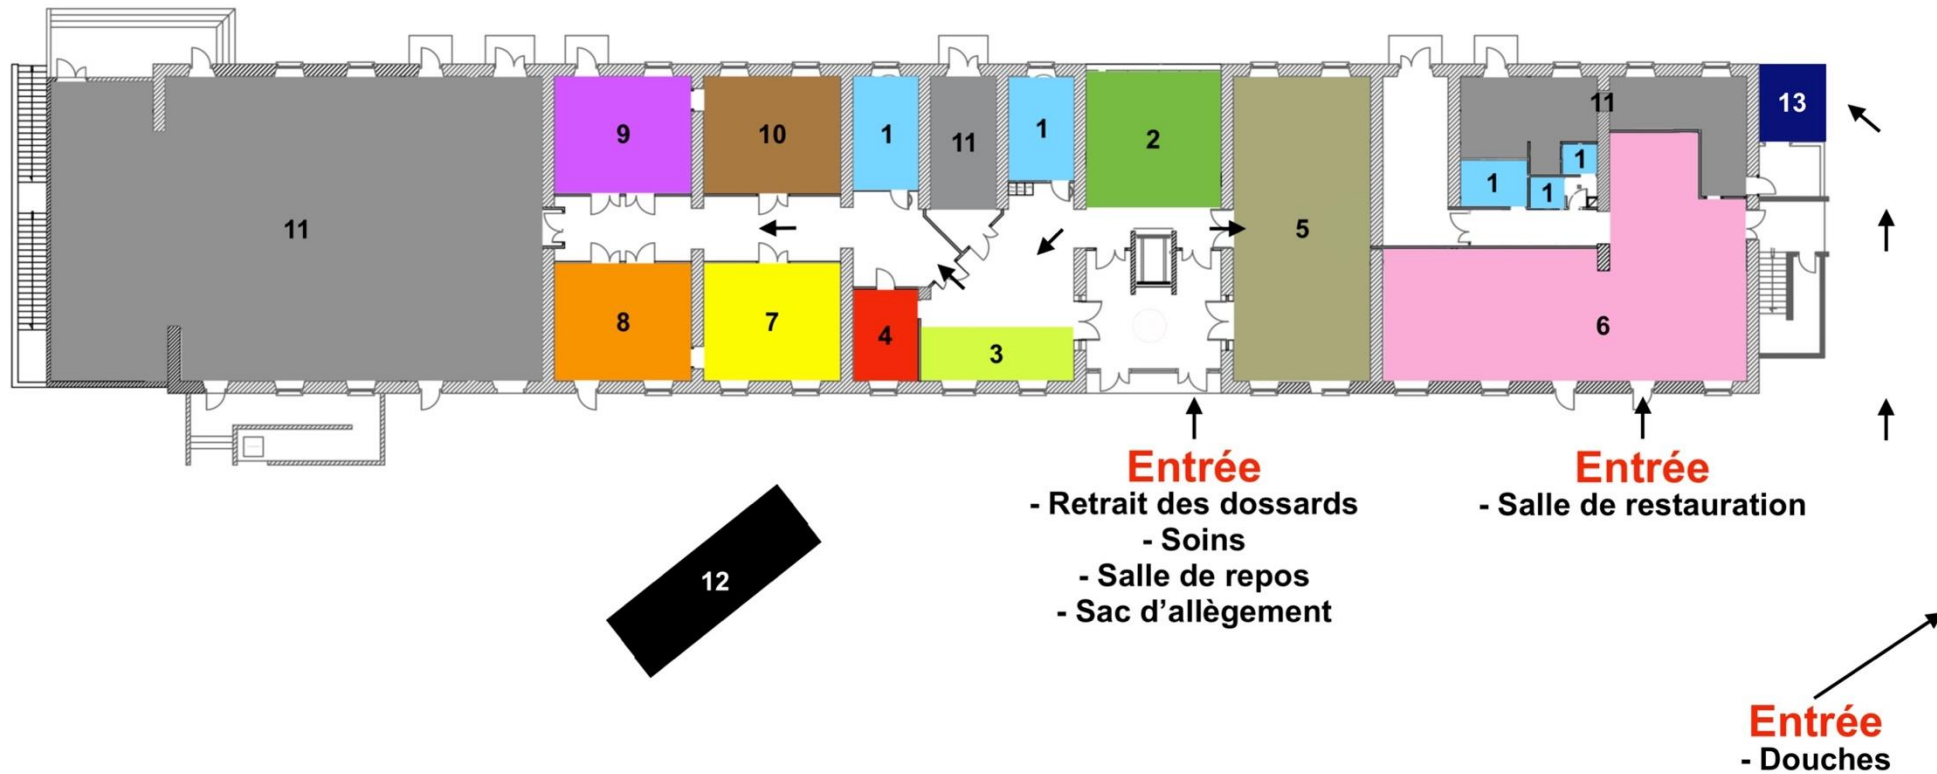 9
10
1
11
1
2
11
13
1
1
1
11
5
8
7
4
3
6
Entrée
- Retrait des dossards
- Soins
- Salle de repos
- Sac d’allègement
Entrée
- Salle de restauration
12
Entrée
- Douches